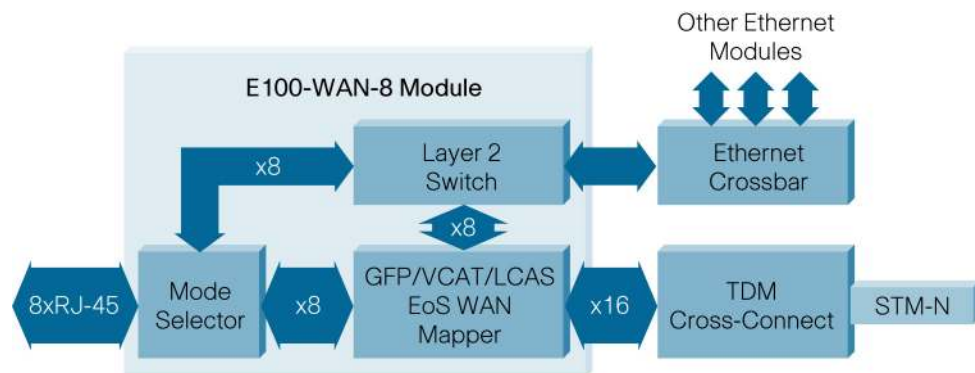 Other Ethernet
Modules
E100-WAN-8 Module
x8
Layer 2
Switch
Ethernet
Crossbar
x8
8xRJ-45
Mode
Selector
x8
GFP/VCAT/LCAS
EoS WAN
Mapper
x16
TDM
Cross-Connect
STM-N